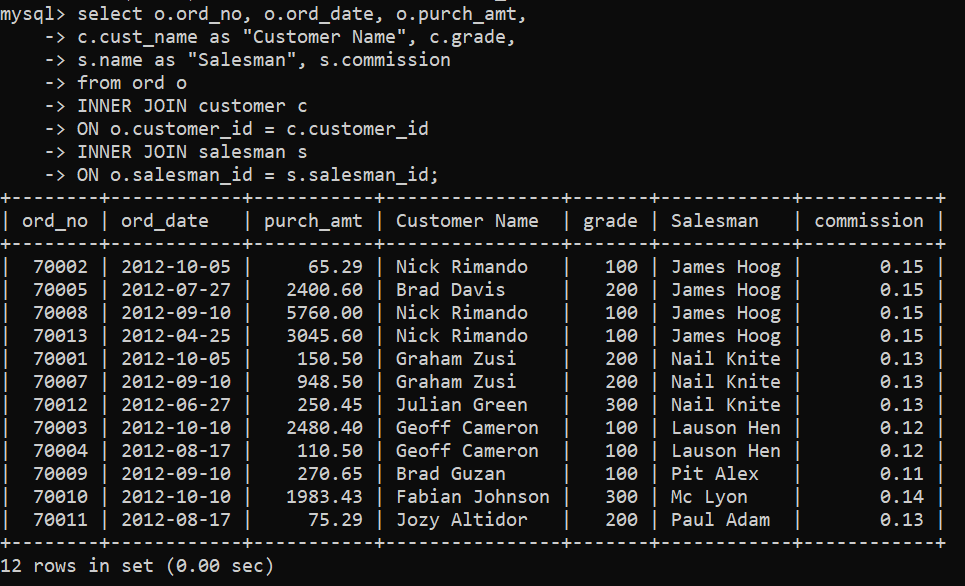 mysql> select o.ord_no, o.ord_date, o.purch_amt,
    -> c.cust_name as "Customer Name", c.grade,
    -> s.name as "Salesman", s.commission
    -> from ord o
    -> INNER JOIN customer c
    -> ON o.customer_id = c.customer_id
    -> INNER JOIN salesman s
    -> ON o.salesman_id = s.salesman_id;
+--------+------------+-----------+----------------+-------+------------+------------+
| ord_no | ord_date   | purch_amt | Customer Name  | grade | Salesman   | commission |
+--------+------------+-----------+----------------+-------+------------+------------+
|  70002 | 2012-10-05 |     65.29 | Nick Rimando   |   100 | James Hoog |       0.15 |
|  70005 | 2012-07-27 |   2400.60 | Brad Davis     |   200 | James Hoog |       0.15 |
|  70008 | 2012-09-10 |   5760.00 | Nick Rimando   |   100 | James Hoog |       0.15 |
|  70013 | 2012-04-25 |   3045.60 | Nick Rimando   |   100 | James Hoog |       0.15 |
|  70001 | 2012-10-05 |    150.50 | Graham Zusi    |   200 | Nail Knite |       0.13 |
|  70007 | 2012-09-10 |    948.50 | Graham Zusi    |   200 | Nail Knite |       0.13 |
|  70012 | 2012-06-27 |    250.45 | Julian Green   |   300 | Nail Knite |       0.13 |
|  70003 | 2012-10-10 |   2480.40 | Geoff Cameron  |   100 | Lauson Hen |       0.12 |
|  70004 | 2012-08-17 |    110.50 | Geoff Cameron  |   100 | Lauson Hen |       0.12 |
|  70009 | 2012-09-10 |    270.65 | Brad Guzan     |   100 | Pit Alex   |       0.11 |
|  70010 | 2012-10-10 |   1983.43 | Fabian Johnson |   300 | Mc Lyon    |       0.14 |
|  70011 | 2012-08-17 |     75.29 | Jozy Altidor   |   200 | Paul Adam  |       0.13 |
+--------+------------+-----------+----------------+-------+------------+------------+
12 rows in set (0.00 sec)